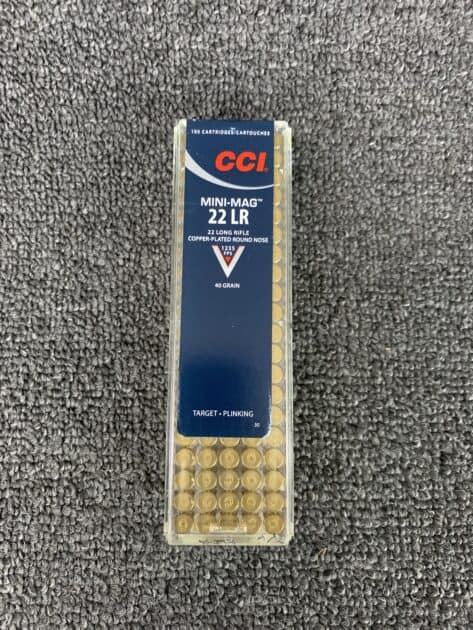 100 CARTRIDGES/CARTOUCHES
CCI
MINI-MAG™
22 LR
22 LONG RIFLE
COPPER-PLATED ROUND NOSE
1235
FPS
40 GRAIN
TARGET • PLINKING
30